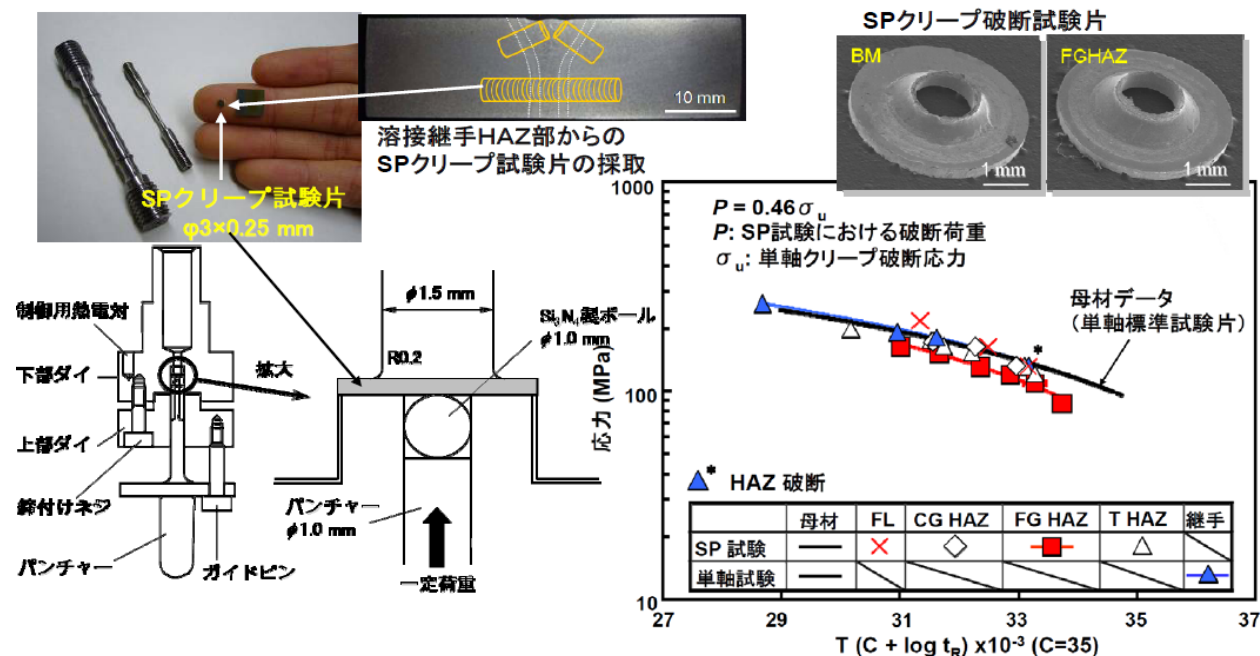 SPクリープ試験片
φ3×0.25 mm
10 mm
溶接継手HAZ部からの
SPクリープ試験片の採取
SPクリープ破断試験片
BM
1 mm
FGHAZ
1 mm
制御用熱電対
下部ダイ
上部ダイ
締付けネジ
パンチャー
ガイドピン
拡大
φ1.5 mm
R0.2
Si3N4製ボール
φ1.0 mm
パンチャー
φ1.0 mm
一定荷重
1000
100
10
応力 (MPa)
P = 0.46σu
P: SP試験における破断荷重
σu: 単軸クリープ破断応力
母材データ
(単軸標準試験片)
*
* HAZ 破断
母材 FL CG HAZ FG HAZ T HAZ 継手
SP 試験
単軸試験
27 29 31 33 35 37
T (C + log tR) x10-3 (C=35)